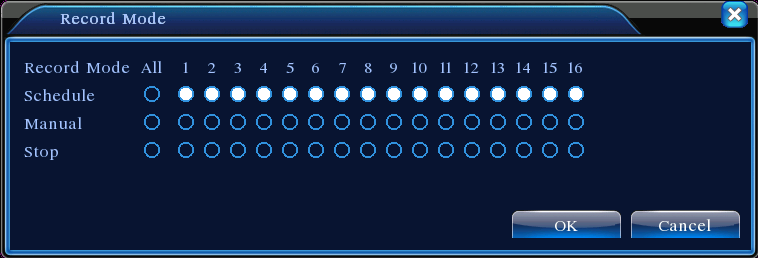 Record Mode
Record Mode All 1 2 3 4 5 6 7 8 9 10 11 12 13 14 15 16
Schedule
Manual
Stop
OK Cancel